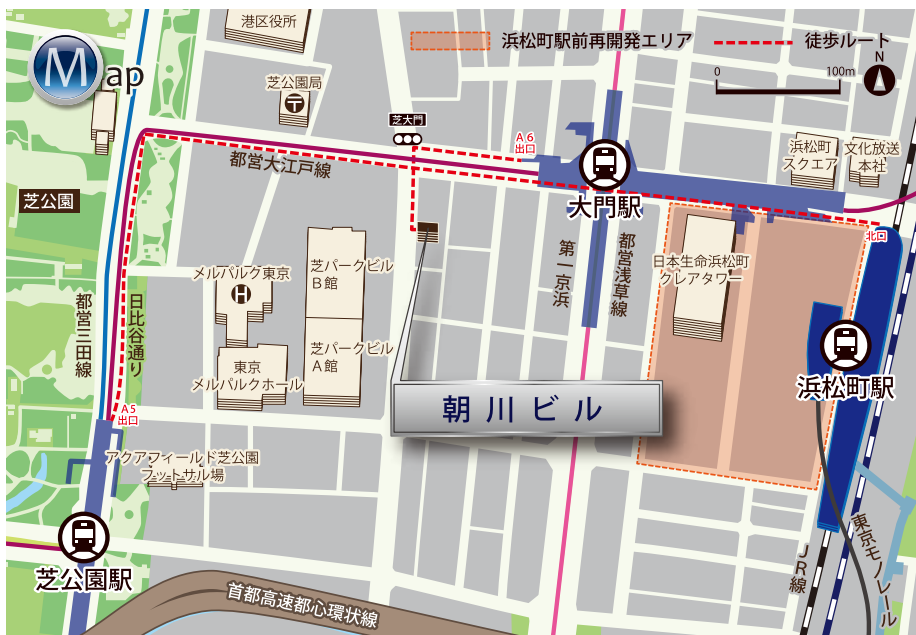 港区役所
浜松町駅前再開発エリア
徒歩ルート
N
0
100m
Map
芝公園局
芝大門
A6
出口
浜松町
スクエア
文化放送
本社
都営大江戸線
芝公園
大門駅
北口
第一京浜
都営浅草線
日本生命浜松町
クレアタワー
メルパルク東京
H
芝パークビル
B館
都営三田線
日比谷通り
東京
メルパルクホール
芝パークビル
A館
浜松町駅
朝川ビル
A5
出口
アクアフィールド芝公園
フットサル場
芝公園駅
JR線
東京モノレール
首都高速都心環状線